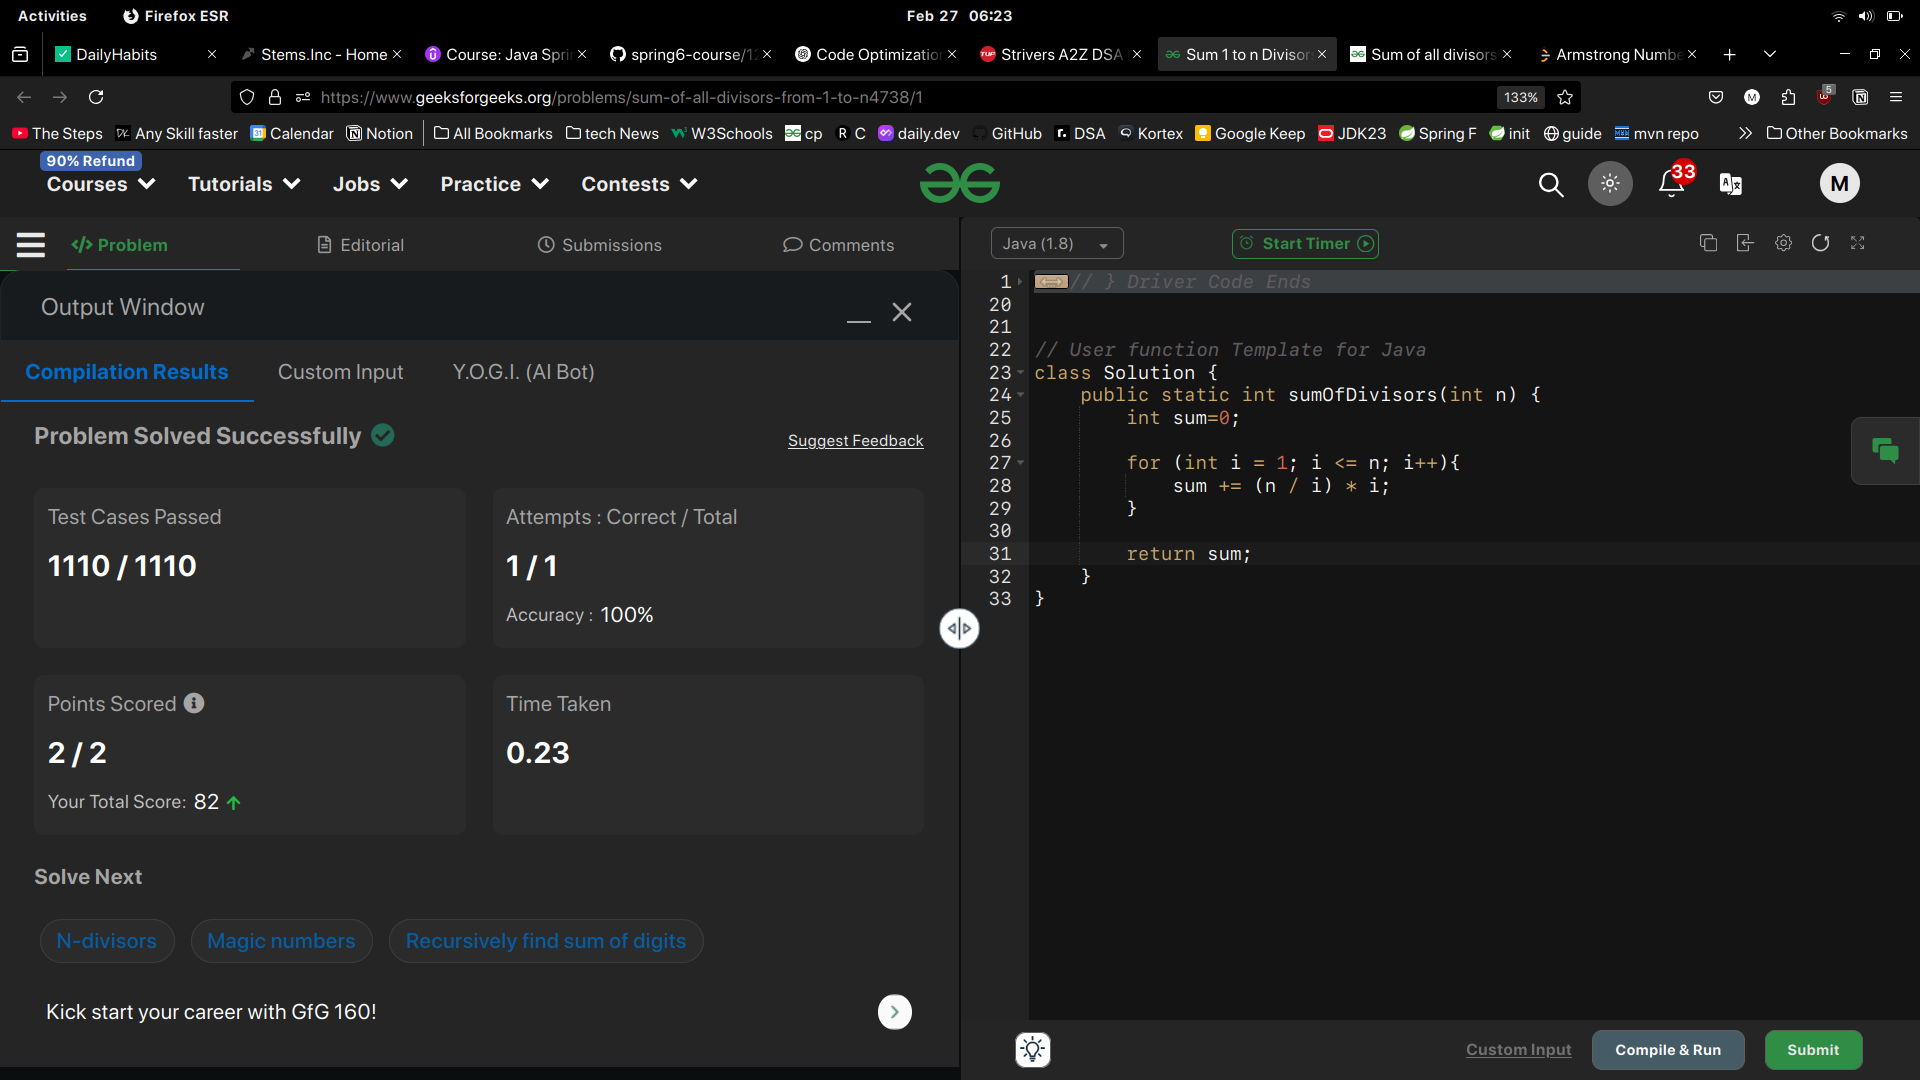 Activities Firefox ESR Feb 27 06:23
DailyHabits Stems.Inc - Home Course: Java Spri spring6-course/1 Code Optimizatio Strivers A2Z DSA Sum 1 to n Divisor Sum of all divisors Armstrong Numbe
https://www.geeksforgeeks.org/problems/sum-of-all-divisors-from-1-to-n4738/1 133% M 5
The Steps Any Skill faster Calendar Notion All Bookmarks tech News W3Schools cp C daily.dev GitHub DSA Kortex Google Keep JDK23 Spring F init guide mvn repo Other Bookmarks
90% Refund
Courses Tutorials Jobs Practice Contests 33 M
Problem Editorial Submissions Comments
Java (1.8) Start Timer
Output Window
Compilation Results Custom Input Y.O.G.I. (AI Bot)
Problem Solved Successfully
Suggest Feedback
Test Cases Passed
1110 / 1110
Attempts : Correct / Total
1 / 1
Accuracy : 100%
Points Scored
2 / 2
Your Total Score: 82
Time Taken
0.23
Solve Next
N-divisors Magic numbers Recursively find sum of digits
Kick start your career with GfG 160!
1 // } Driver Code Ends
20
21
22 // User function Template for Java
23 class Solution {
24 public static int sumOfDivisors(int n) {
25 int sum=0;
26
27 for (int i = 1; i <= n; i++){
28 sum += (n / i) * i;
29 }
30
31 return sum;
32 }
33 }
Custom Input Compile & Run Submit